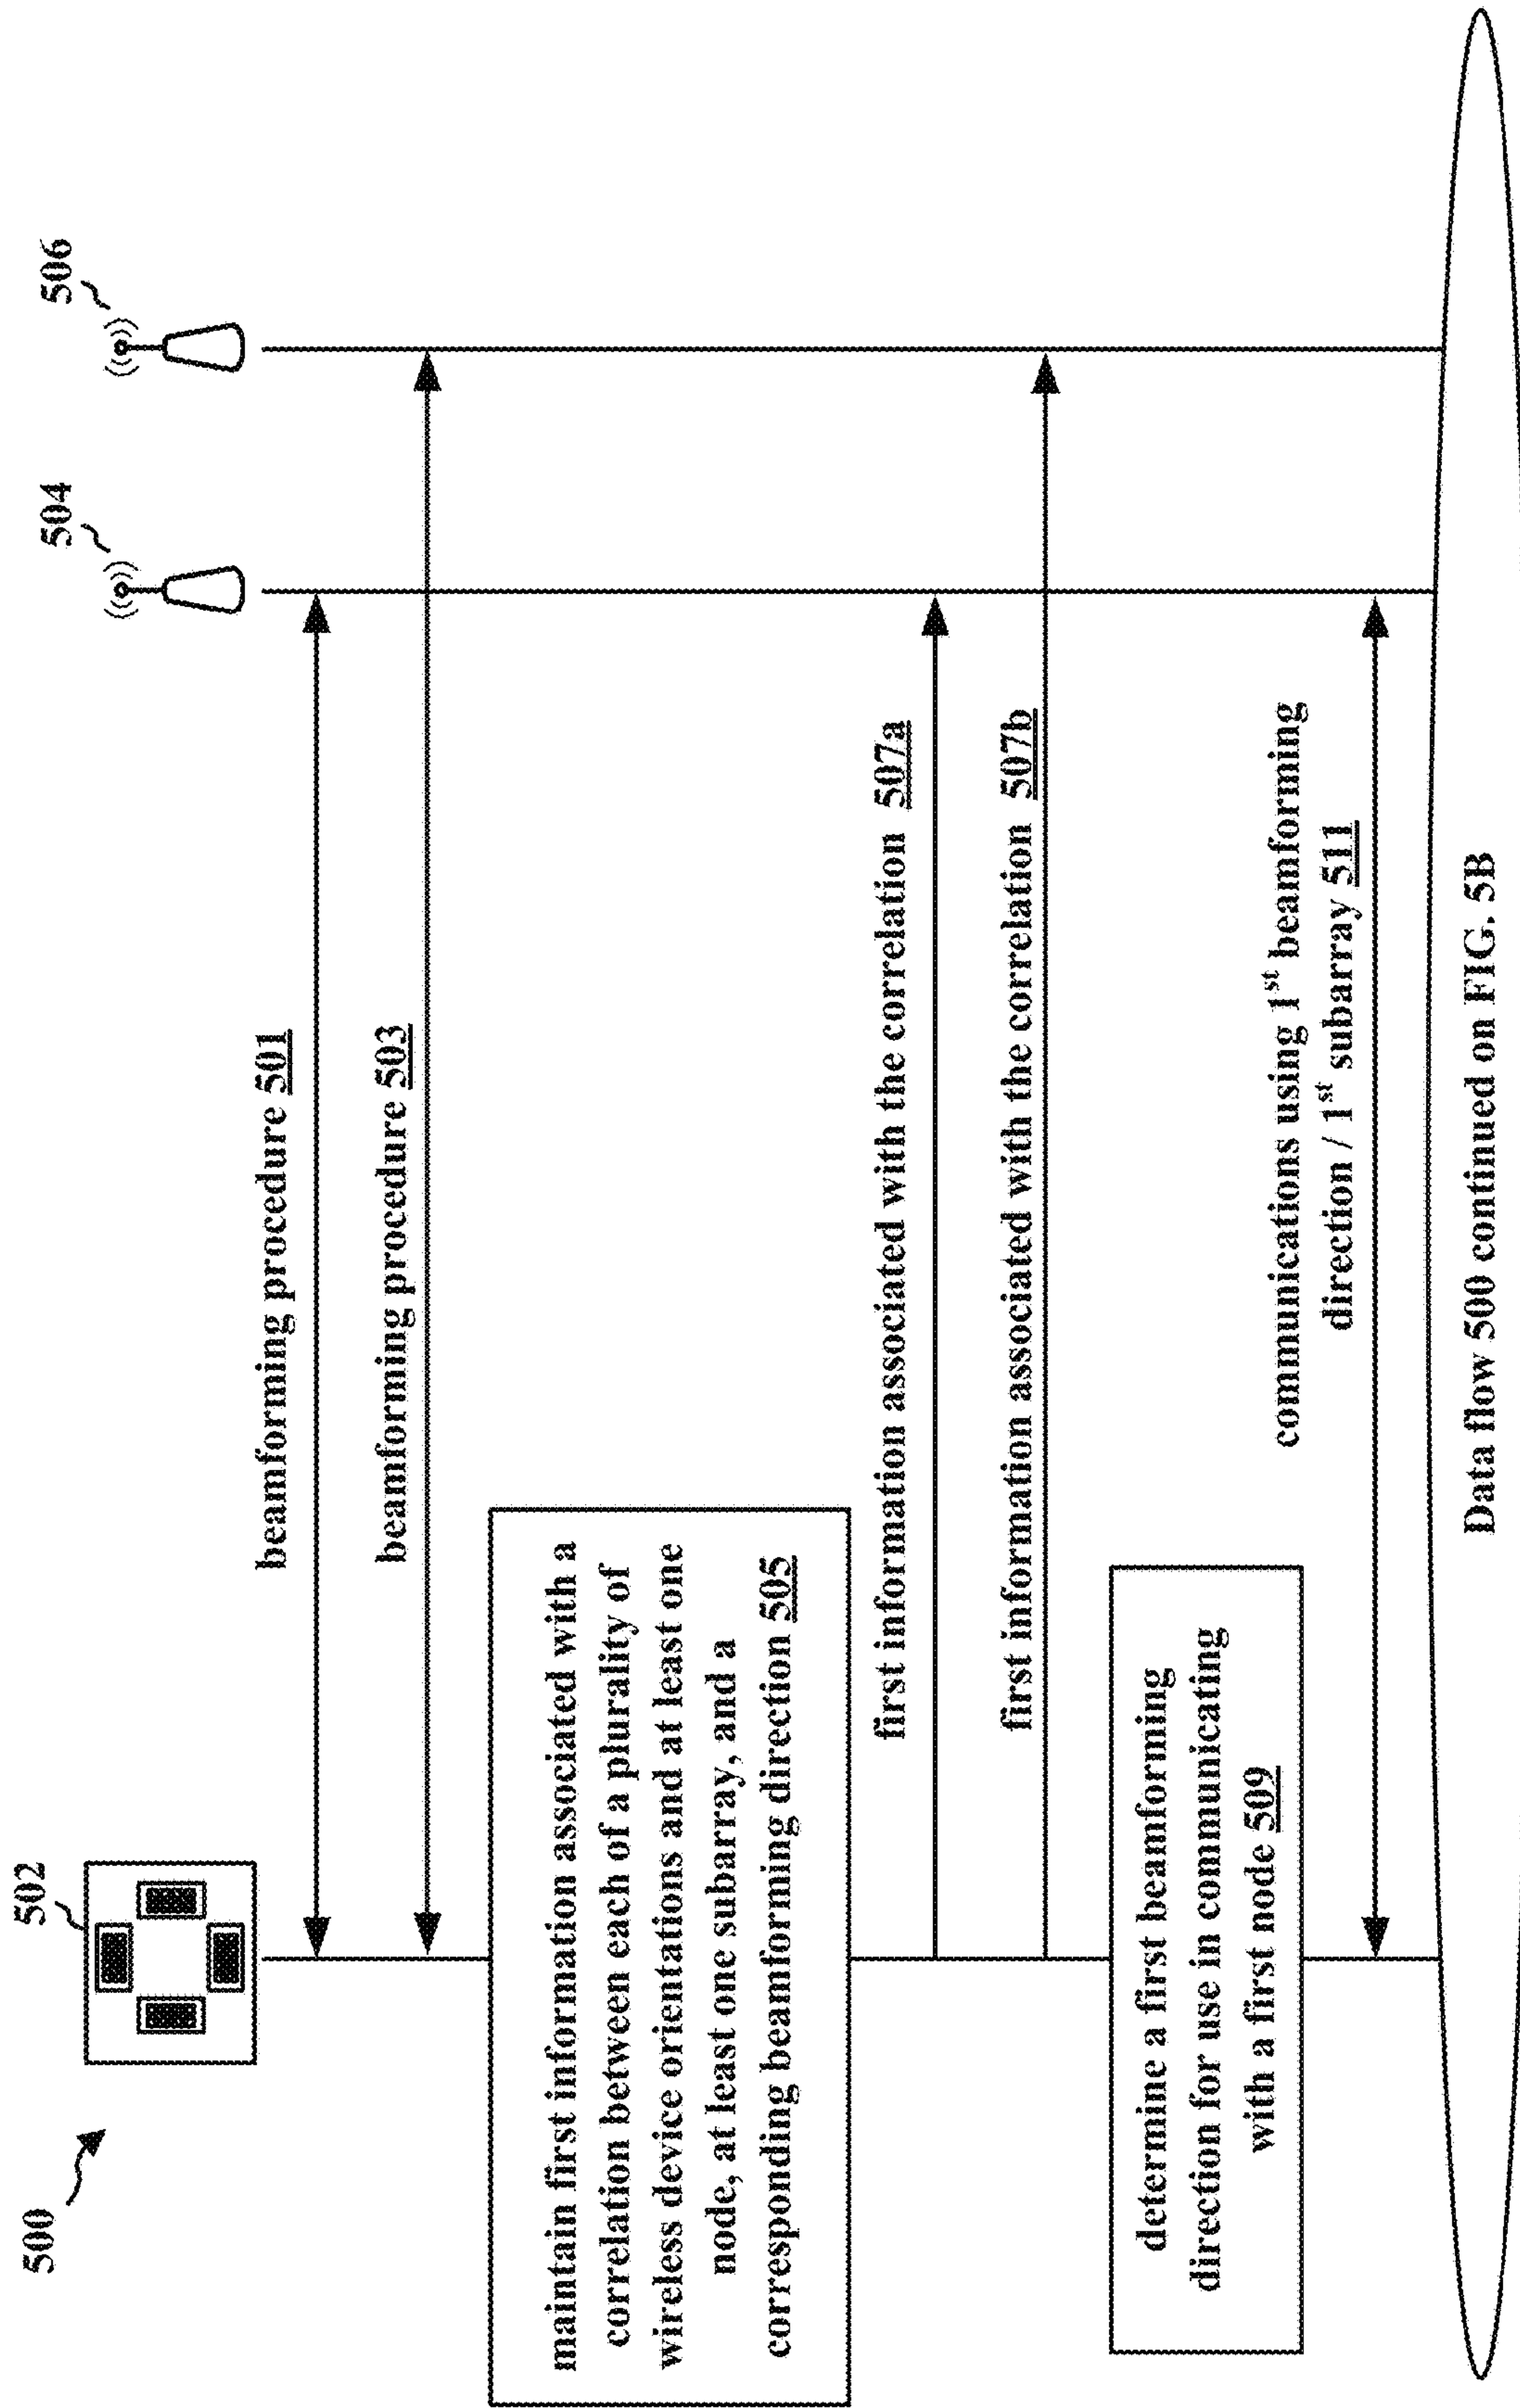 500
502
504
506
beamforming procedure 501
beamforming procedure 503
maintain first information associated with a
correlation between each of a plurality of
wireless device orientations and at least one
node, at least one subarray, and a
corresponding beamforming direction 505
first information associated with the correlation 507a
first information associated with the correlation 507b
determine a first beamforming
direction for use in communicating
with a first node 509
communications using 1st beamforming
direction / 1st subarray 511
Data flow 500 continued on FIG. 5B